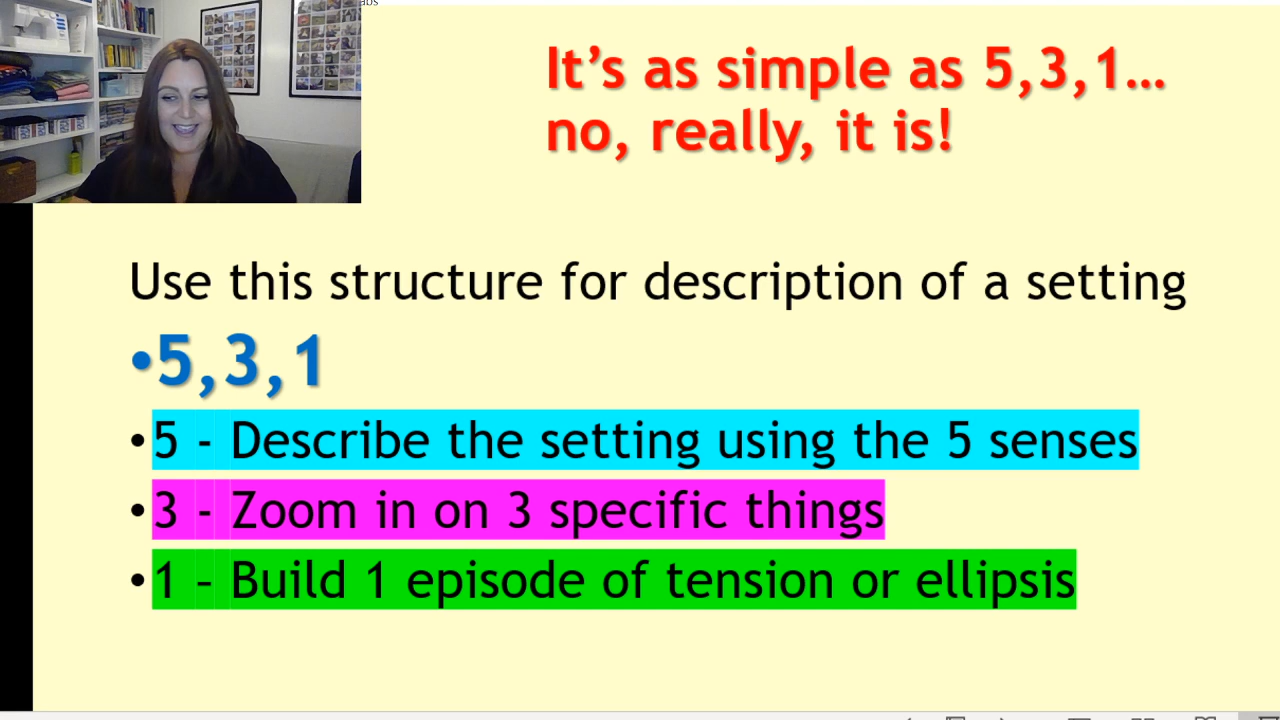 It's as simple as 5,3,1…
no, really, it is!
Use this structure for description of a setting
•5,3,1
•5 - Describe the setting using the 5 senses
•3 - Zoom in on 3 specific things
•1 – Build 1 episode of tension or ellipsis